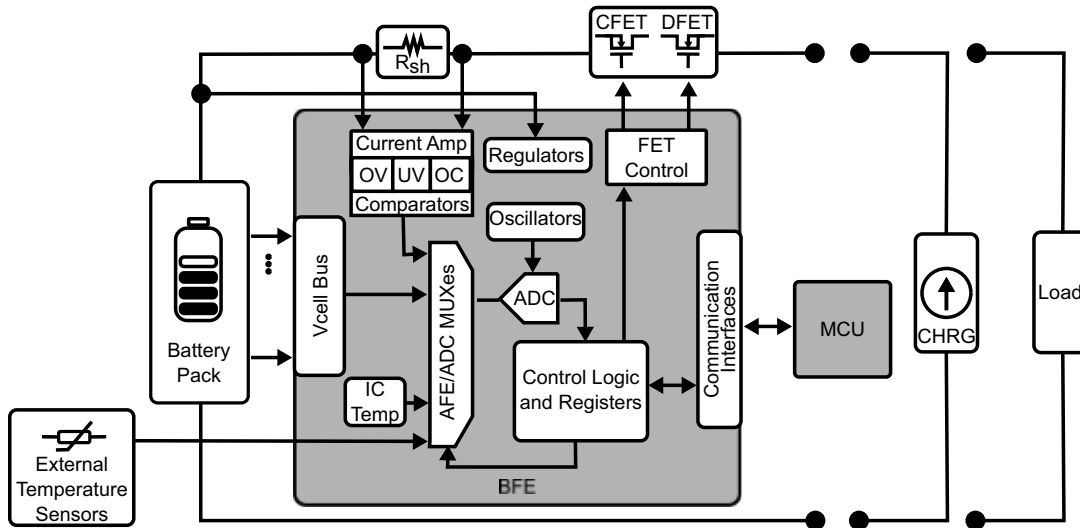 CFET DFET
Rsh
Current Amp
OV UV OC
Comparators
Regulators
FET
Control
Oscillators
Battery
Pack
Vcell Bus
AFE/ADC MUXes
ADC
IC
Temp
Control Logic
and Registers
Communication
Interfaces
MCU
CHRG
Load
External
Temperature
Sensors
BFE